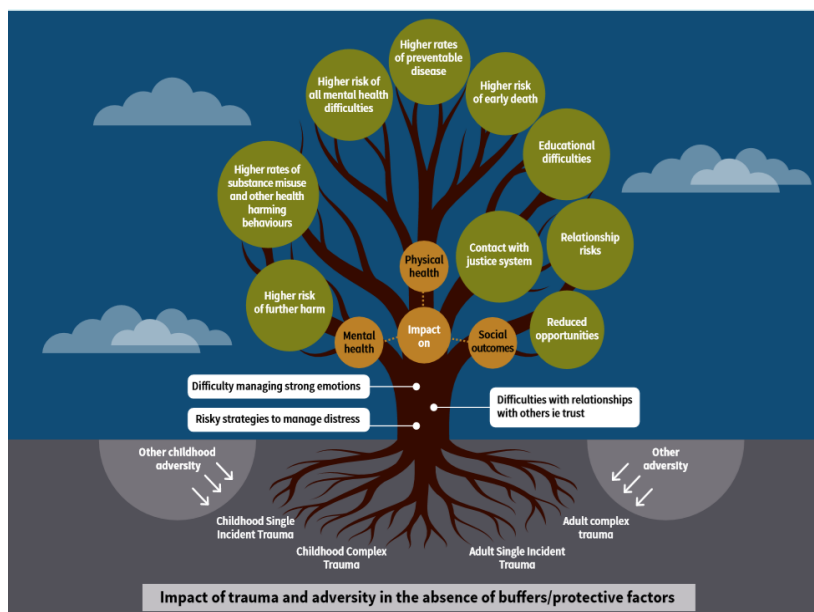 Higher rates
of preventable
disease
Higher risk of
all mental health
difficulties
Higher risk
of early death
Educational
difficulties
Higher rates of
substance misuse
and other health
harming
behaviours
Relationship
risks
Contact with
justice system
Physical
health
Higher risk
of further harm
Impact
on
Mental
health
Social
outcomes
Reduced
opportunities
Difficulty managing strong emotions
Difficulties with relationships
with others ie trust
Risky strategies to manage distress
Other childhood
adversity
Other
adversity
Childhood Single
Incident Trauma
Childhood Complex
Trauma
Adult Single Incident
Trauma
Adult complex
trauma
Impact of trauma and adversity in the absence of buffers/protective factors